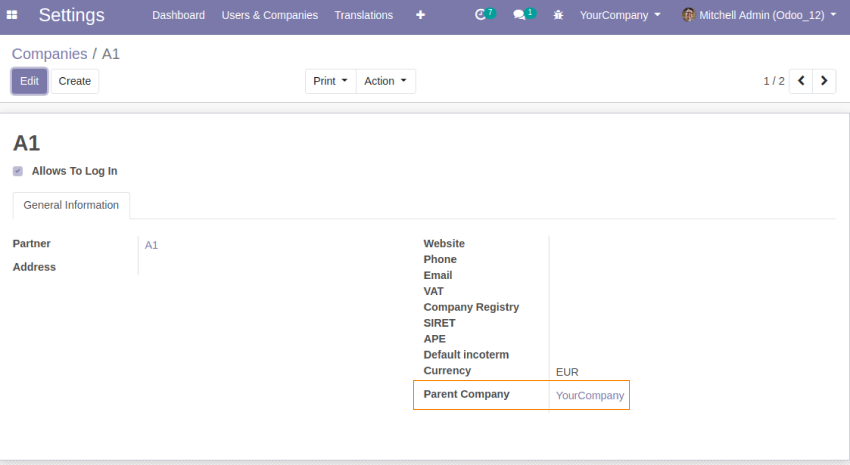 Settings Dashboard Users & Companies Translations 7 1 YourCompany Mitchell Admin (Odoo_12)
Companies / A1
Edit Create Print Action 1 / 2
A1
Allows To Log In
General Information
Partner A1
Address
Website
Phone
Email
VAT
Company Registry
SIRET
APE
Default incoterm
Currency EUR
Parent Company YourCompany